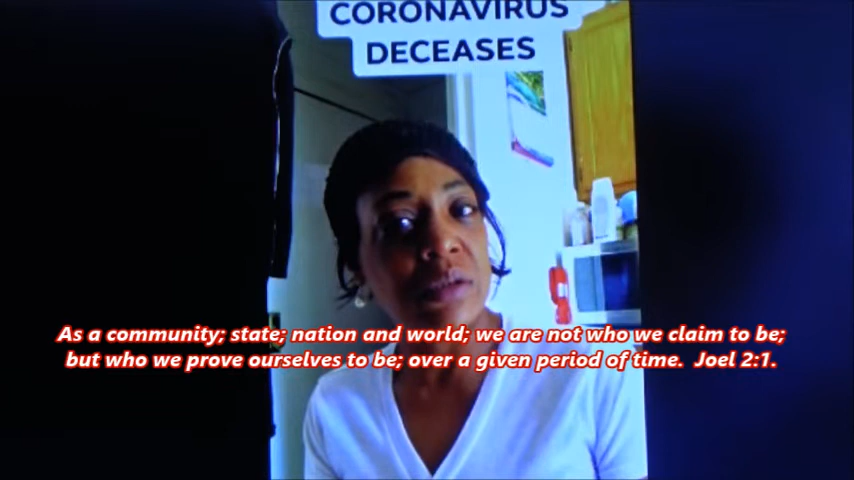 CORONAVIRUS
DECEASES
As a community; state; nation and world; we are not who we claim to be;
but who we prove ourselves to be; over a given period of time. Joel 2:1.